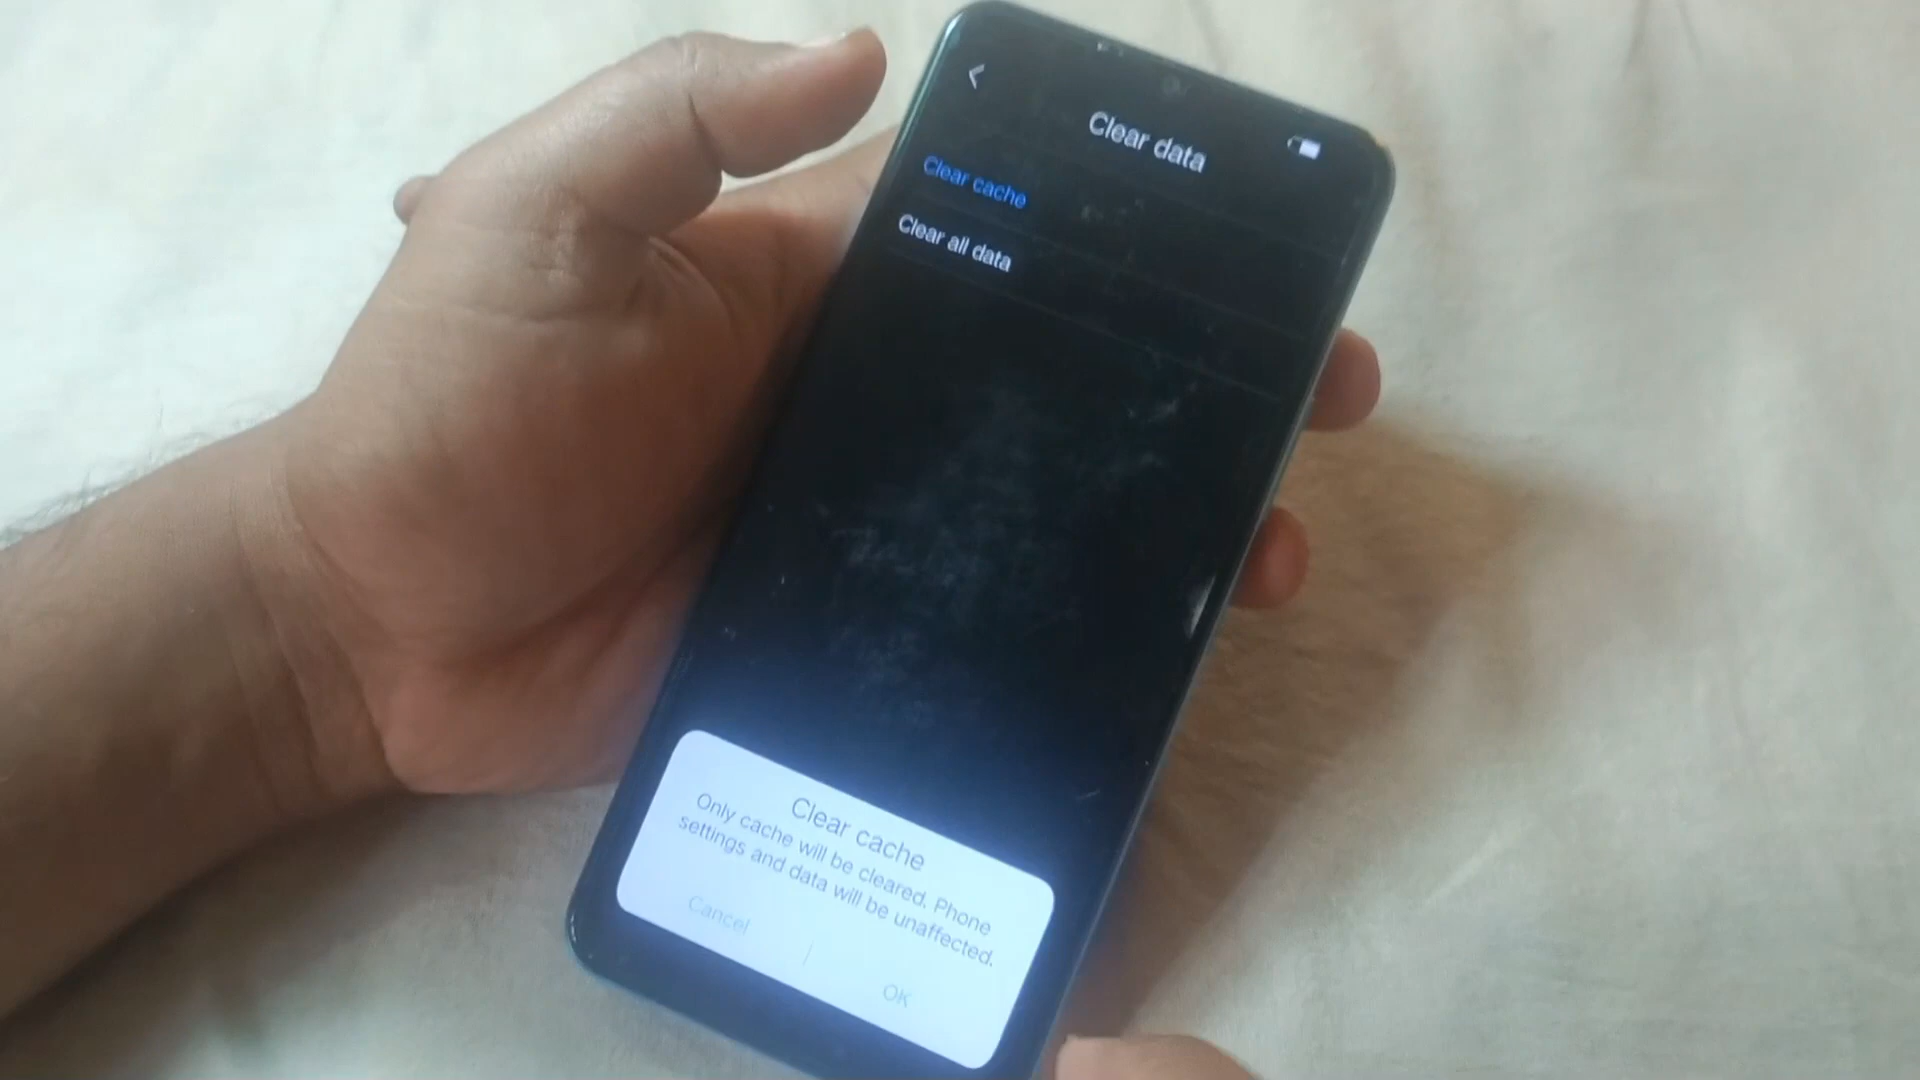 Clear data
Clear cache
Clear all data
Clear cache
Only cache will be cleared. Phone
settings and data will be unaffected.
Cancel
OK